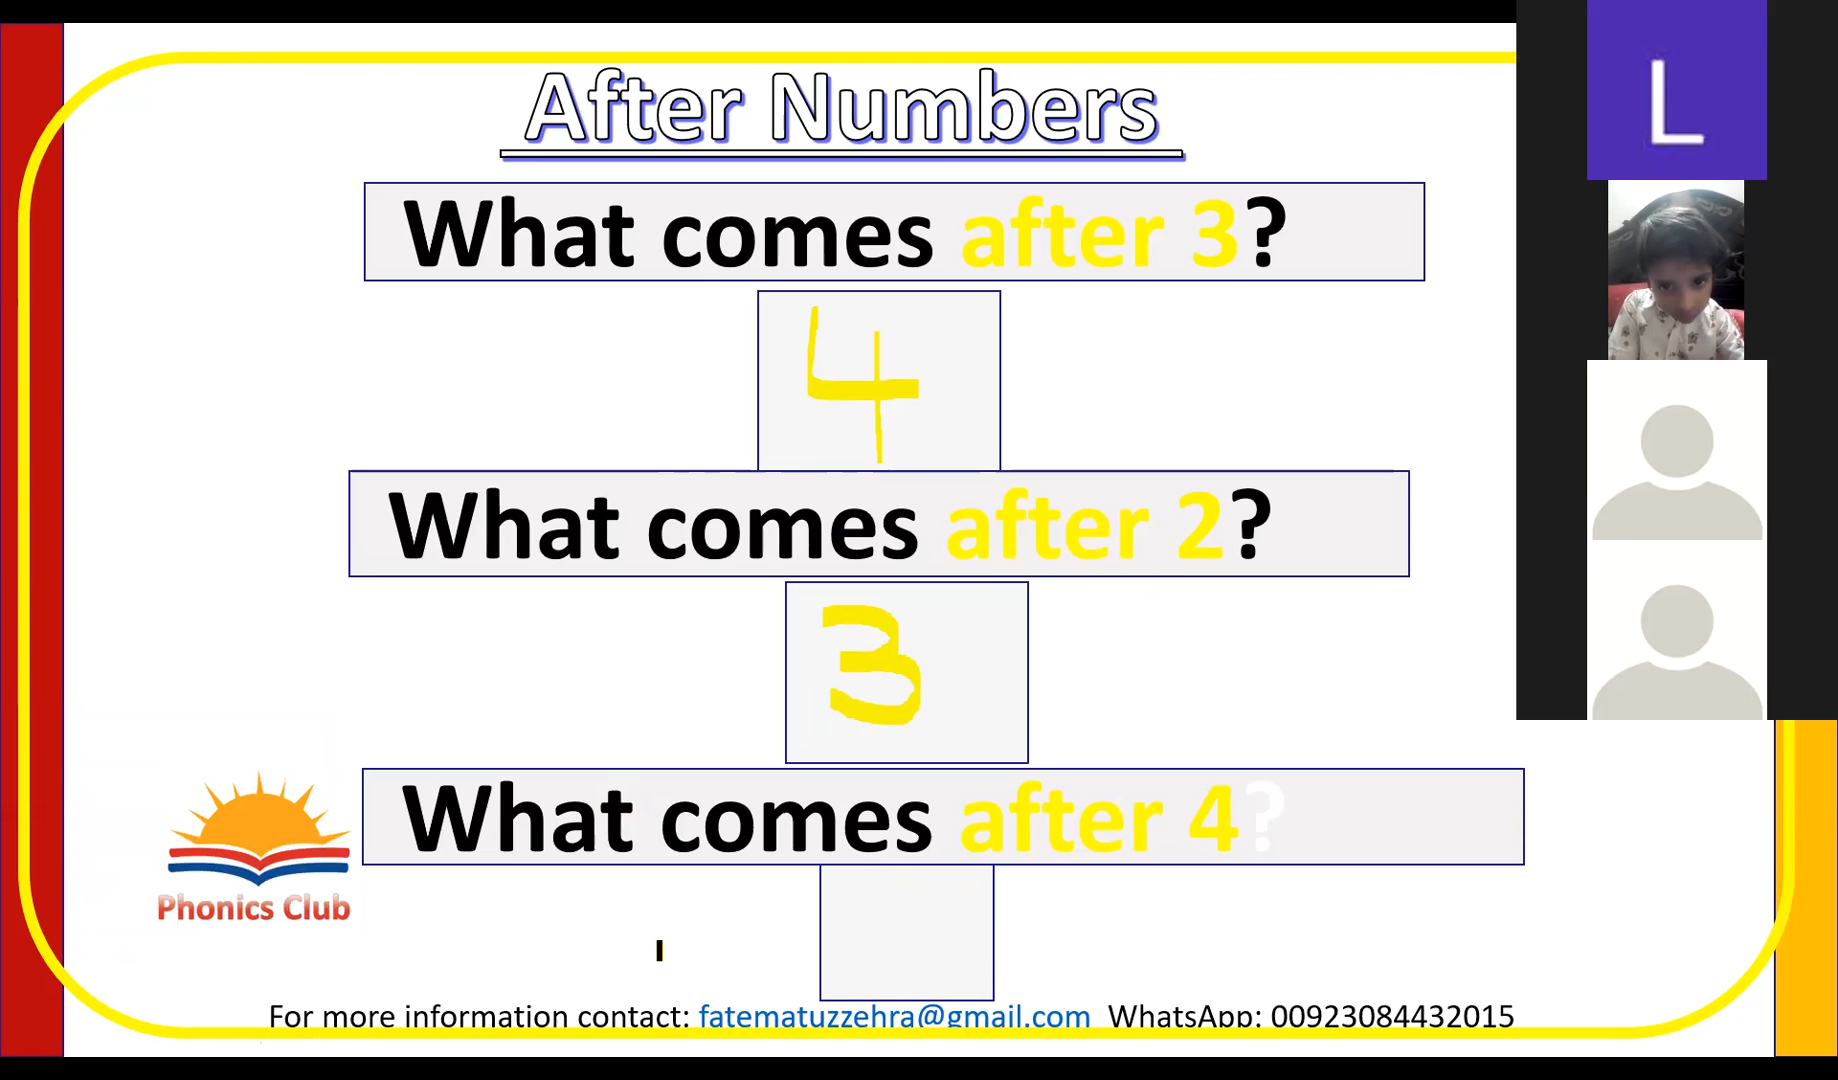 After Numbers
What comes after 3?
4
What comes after 2?
3
What comes after 4?
Phonics Club
For more information contact: fatematuzzehra@gmail.com WhatsApp: 00923084432015
L